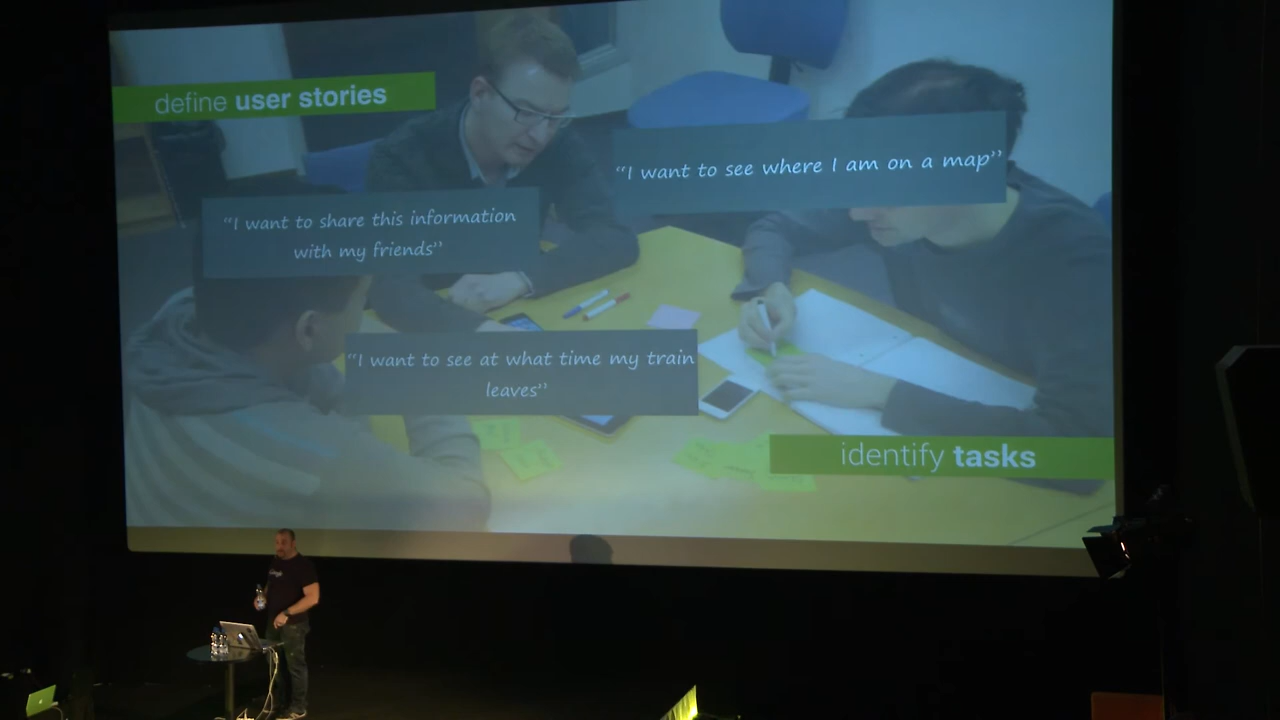 define user stories
“I want to see where I am on a map”
“I want to share this information
with my friends”
“I want to see at what time my train
leaves”
identify tasks